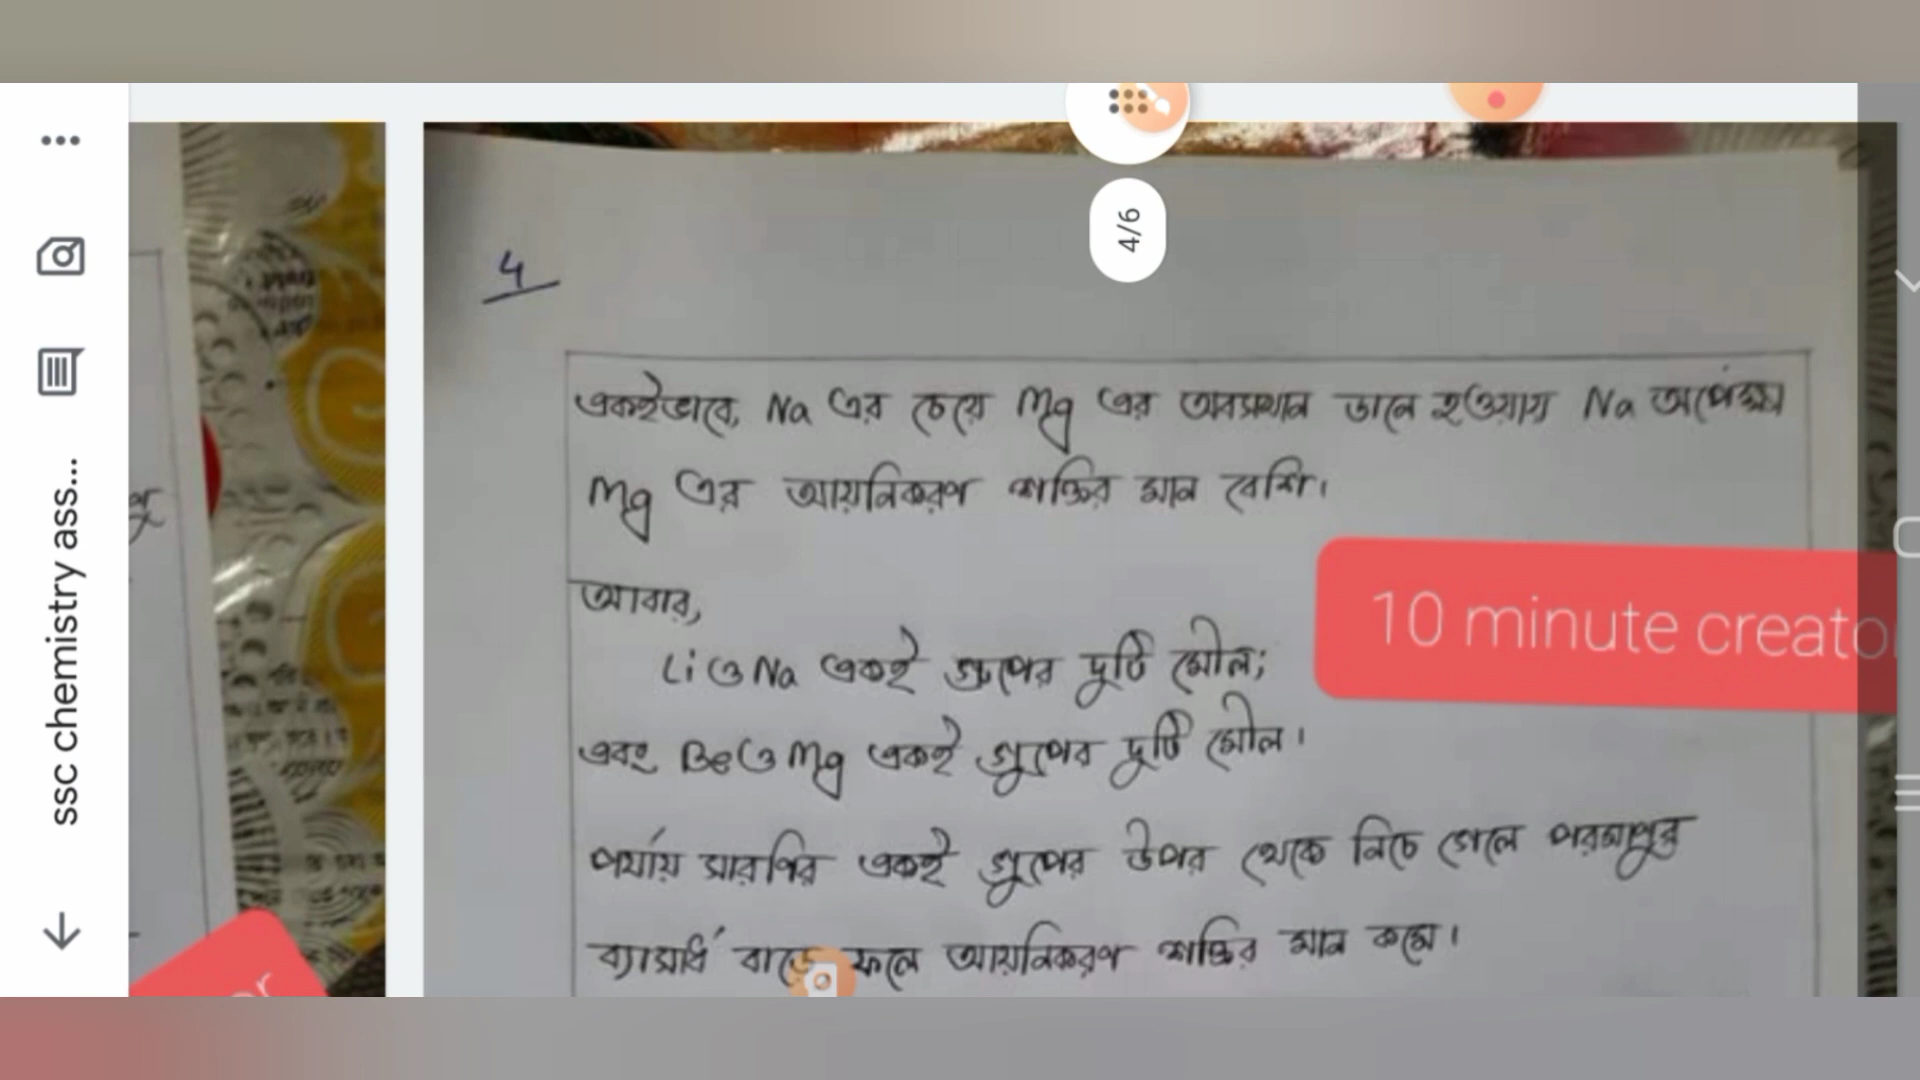 ssc chemistry ass...
4/6
4
একইভাবে, Na এর চেয়ে Mg এর অবস্থান ডানে হওয়ায় Na অপেক্ষা
Mg এর আয়নিকরণ শক্তির মান বেশি।
আবার,
Li ও Na একই গ্রুপের দুটি মৌল;
এবং Be ও Mg একই গ্রুপের দুটি মৌল।
পর্যায় সারণির একই গ্রুপের উপর থেকে নিচে গেলে পরমাণুর
ব্যাসার্ধ বাড়ে ফলে আয়নিকরণ শক্তির মান কমে।
10 minute creato